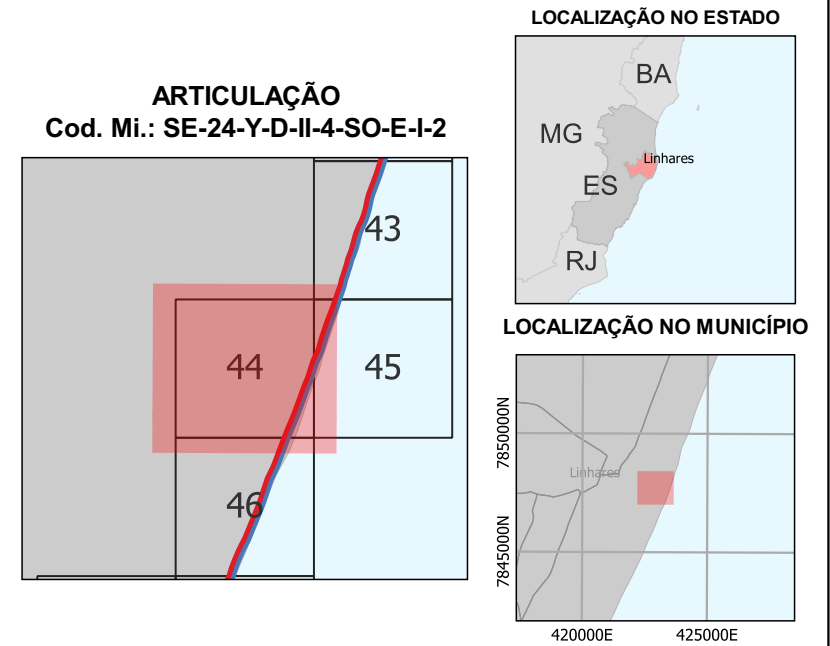 ARTICULAÇÃO
Cod. Mi.: SE-24-Y-D-II-4-SO-E-I-2
43
44
45
46
LOCALIZAÇÃO NO ESTADO
BA
MG
Linhares
ES
RJ
LOCALIZAÇÃO NO MUNICÍPIO
7850000N
Linhares
7845000N
420000E
425000E